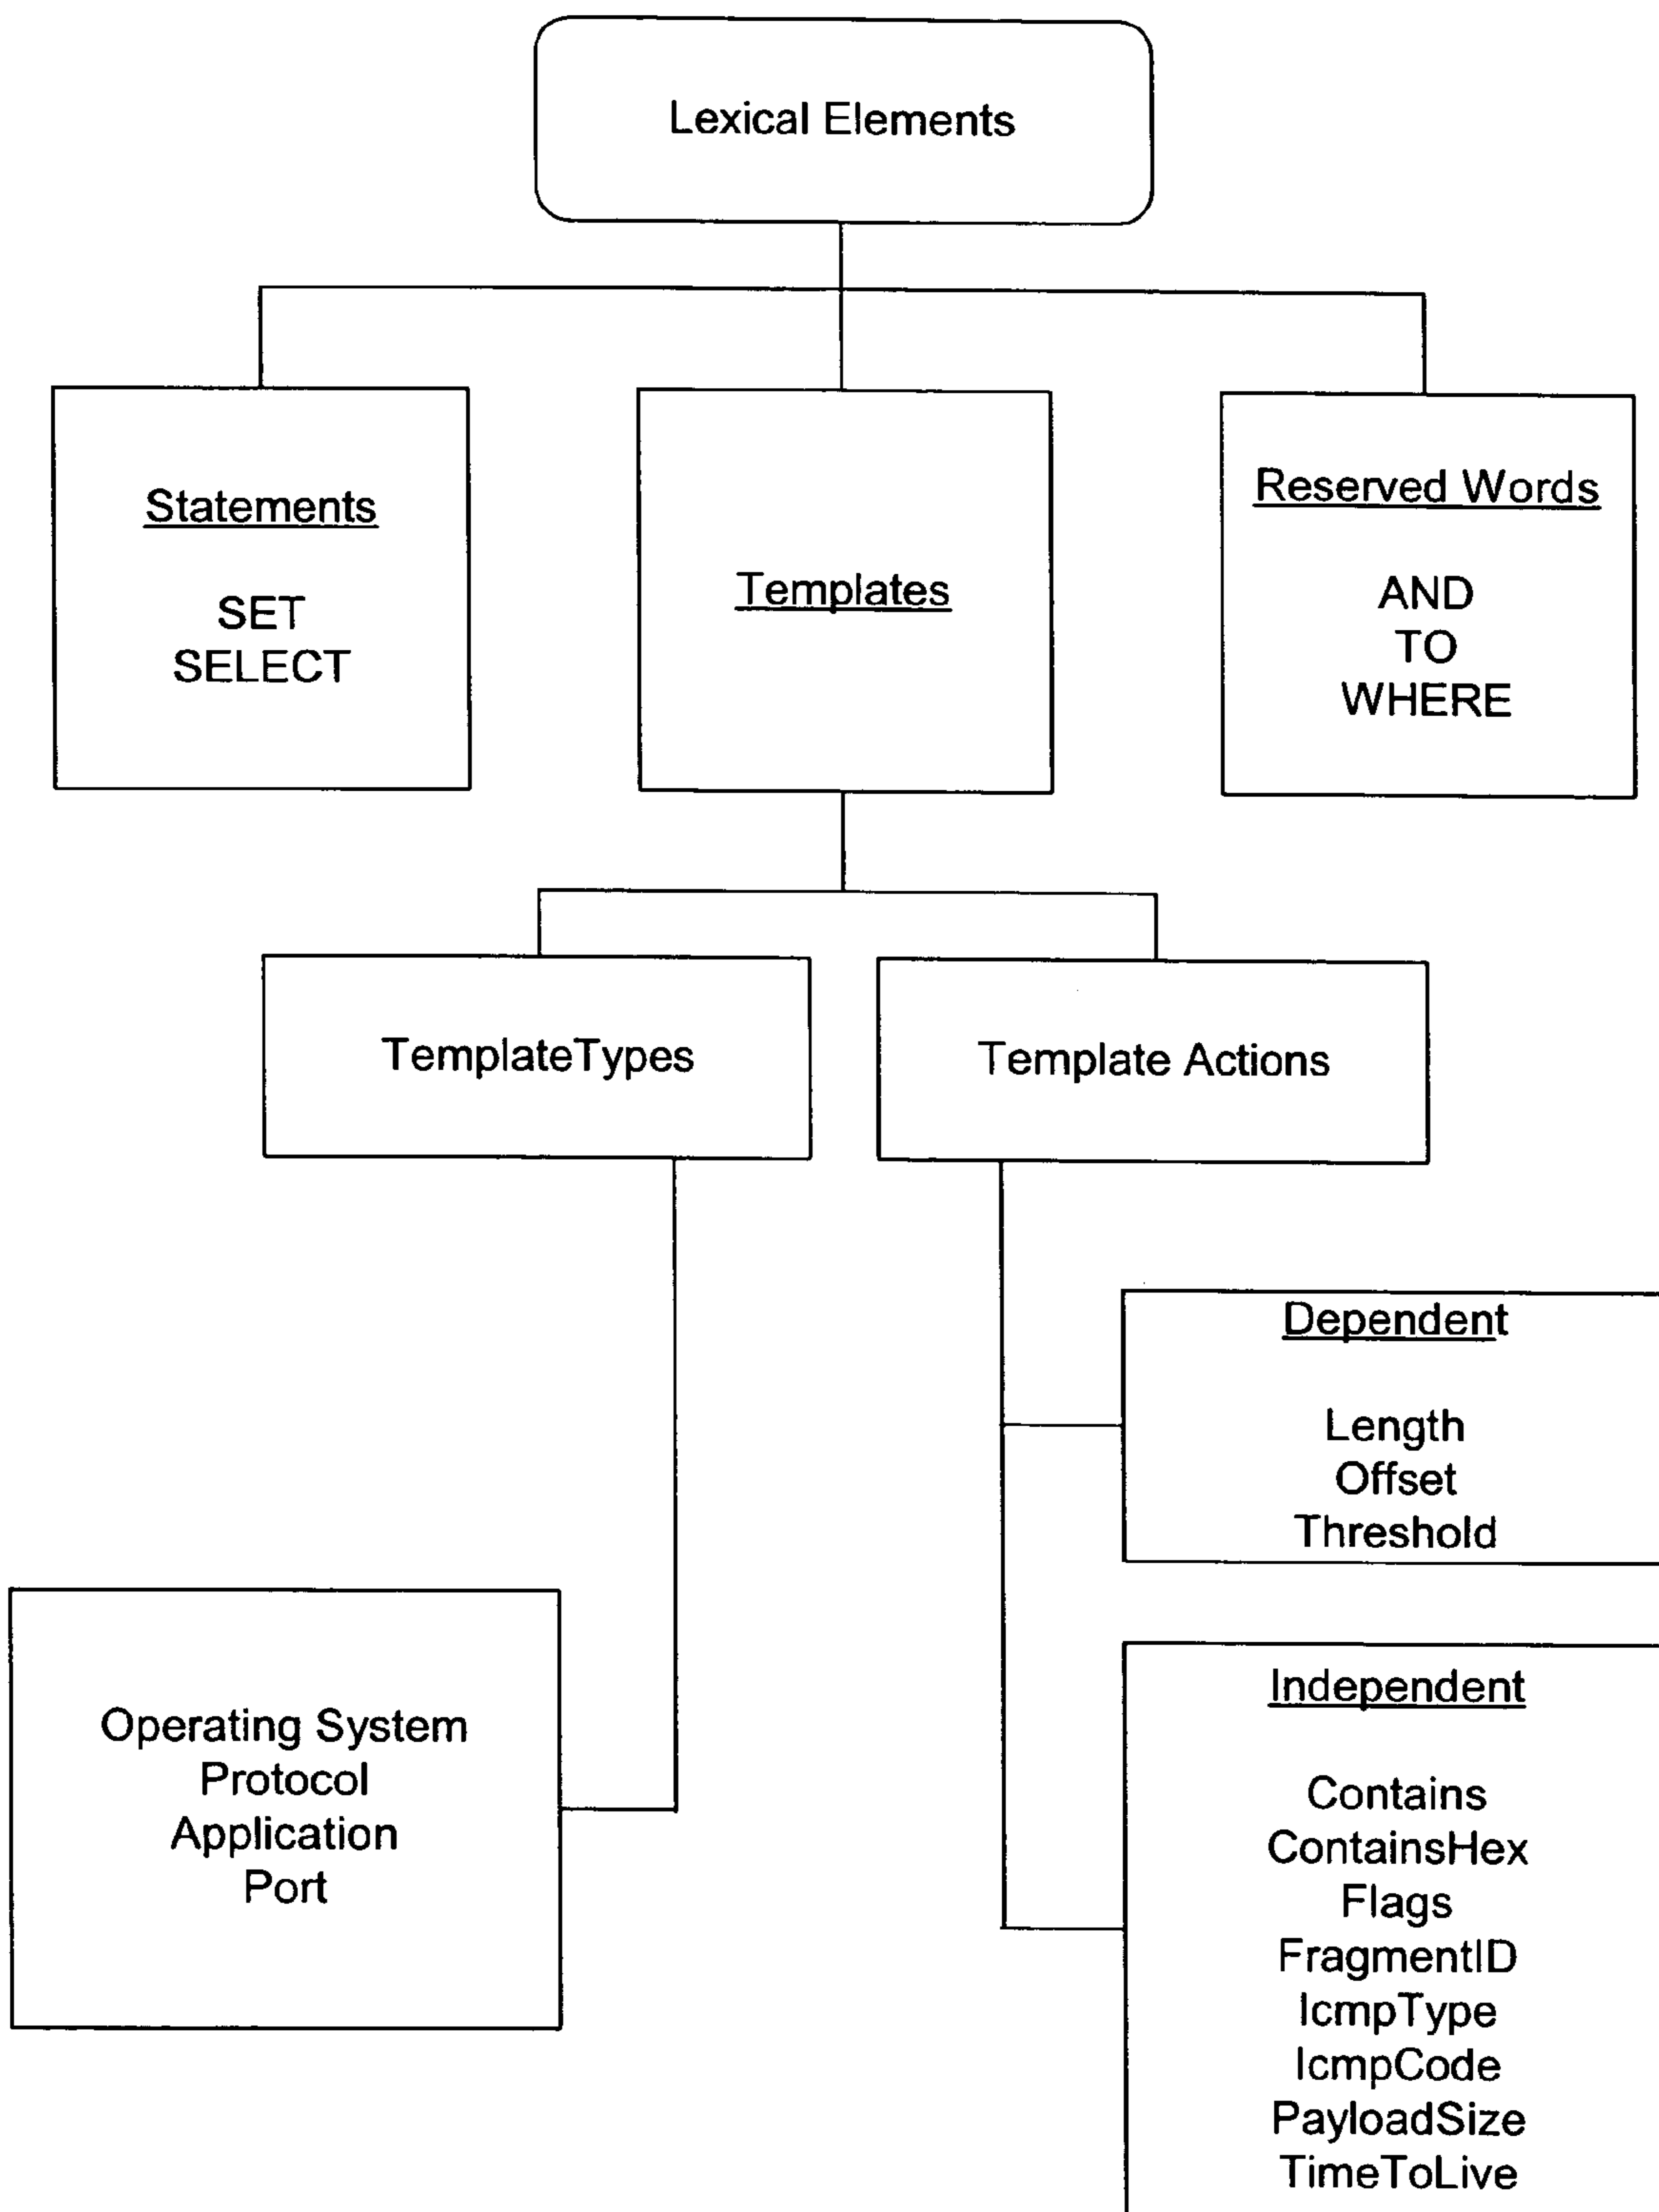 Lexical Elements
Statements
SET
SELECT
Templates
Reserved Words
AND
TO
WHERE
TemplateTypes
Template Actions
Dependent
Length
Offset
Threshold
Operating System
Protocol
Application
Port
Independent
Contains
ContainsHex
Flags
FragmentID
IcmpType
IcmpCode
PayloadSize
TimeToLive